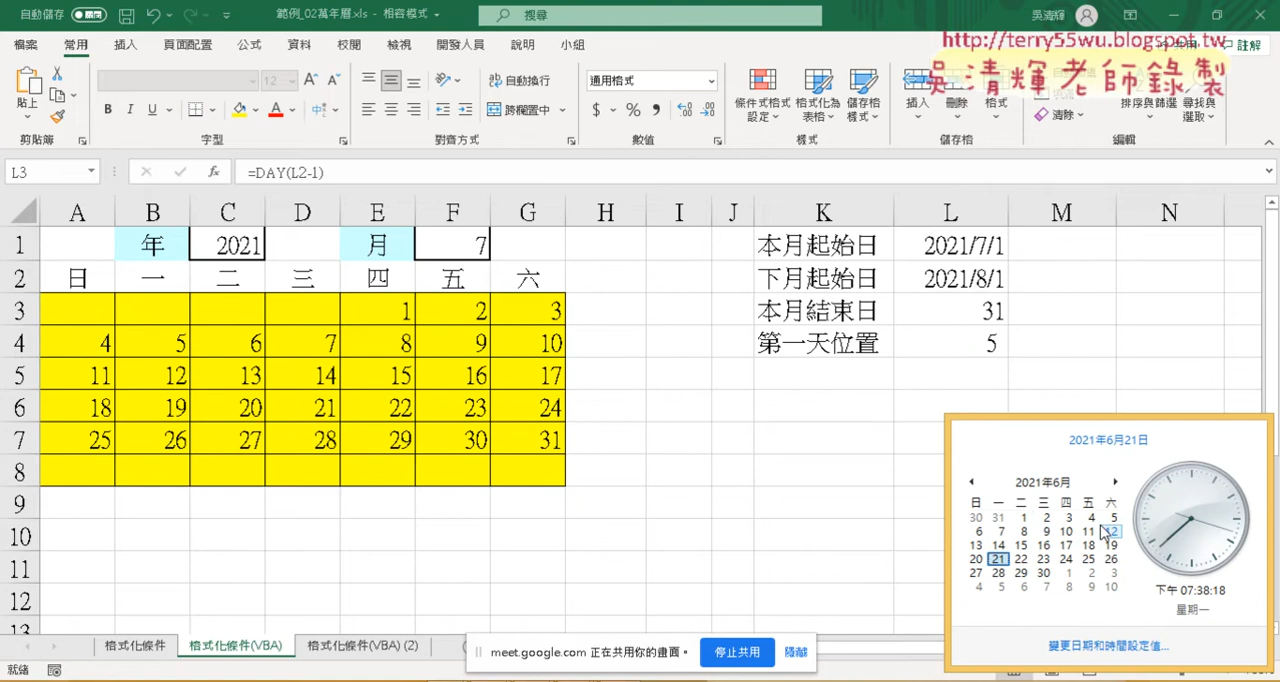 自動儲存
範例_02萬年曆.xls - 相容模式
搜尋
吳清輝
檔案 常用 插入 頁面配置 公式 資料 校閱 檢視 開發人員 說明 小組
http://terry55wu.blogspot.tw
註解
吳清輝老師錄製
貼上
12
B I U
自動換行
跨欄置中
通用格式
$ % ,
條件式格式設定
格式化為表格
儲存格樣式
插入
刪除
格式
清除
排序與篩選
尋找與選取
剪貼簿 字型 對齊方式 數值 樣式 儲存格 編輯
L3 fx =DAY(L2-1)
A B C D E F G H I J K L M N
1 年 2021 月 7 本月起始日 2021/7/1
2 日 一 二 三 四 五 六 下月起始日 2021/8/1
3 1 2 3 本月結束日 31
4 4 5 6 7 8 9 10 第一天位置 5
5 11 12 13 14 15 16 17
6 18 19 20 21 22 23 24
7 25 26 27 28 29 30 31
8
9
10
11
12
13
2021年6月21日
2021年6月
日 一 二 三 四 五 六
30 31 1 2 3 4 5
6 7 8 9 10 11 12
13 14 15 16 17 18 19
20 21 22 23 24 25 26
27 28 29 30 1 2 3
4 5 6 7 8 9 10
下午 07:38:18
星期一
變更日期和時間設定值...
格式化條件 格式化條件(VBA) 格式化條件(VBA) (2)
meet.google.com 正在共用你的畫面。 停止共用 隱藏
就緒